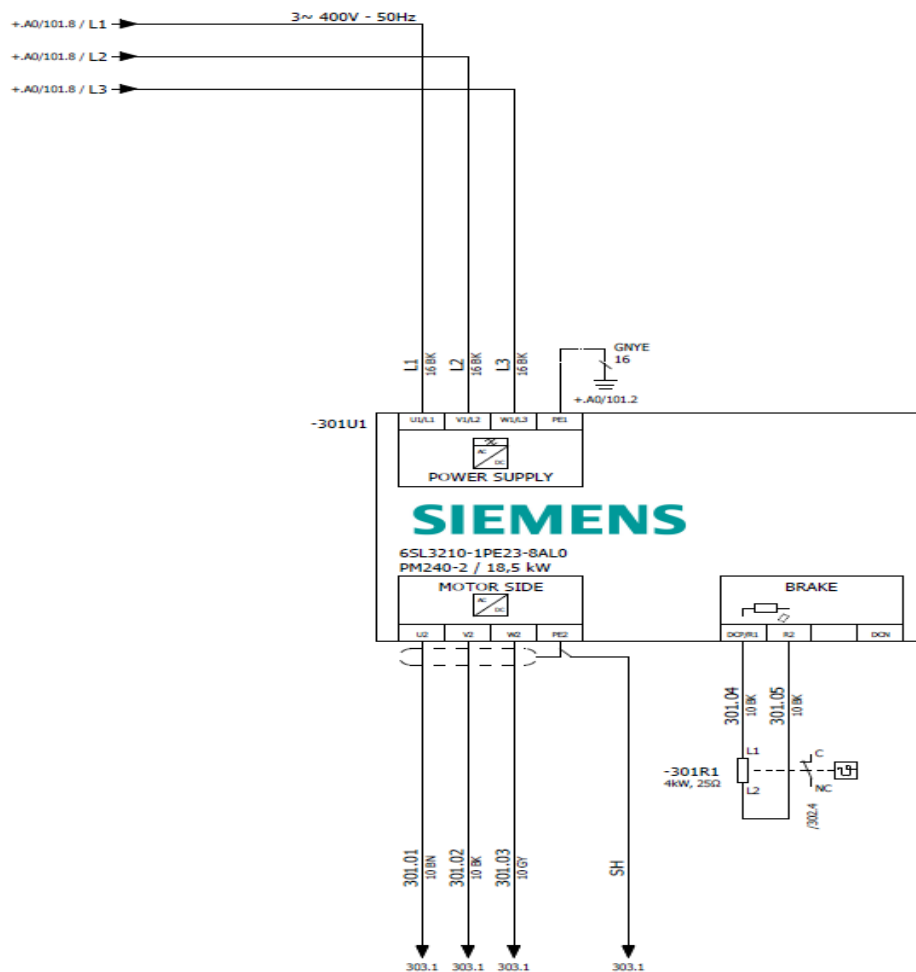 3~ 400V - 50Hz
+.A0/101.8 / L1
+.A0/101.8 / L2
+.A0/101.8 / L3
L1
16 BK
L2
16 BK
L3
16 BK
GNYE
16
+.A0/101.2
-301U1
U1/L1
V1/L2
W1/L3
PE1
AC
DC
POWER SUPPLY
SIEMENS
6SL3210-1PE23-8AL0
PM240-2 / 18,5 kW
MOTOR SIDE
AC
DC
BRAKE
U2
V2
W2
PE2
DCP/R1
R2
DCN
301.04
10 BK
301.05
10 BK
L1
C
-301R1
4kW, 25Ω
L2
NC
/302.4
301.01
10 BN
301.02
10 BK
301.03
10 GY
SH
303.1
303.1
303.1
303.1